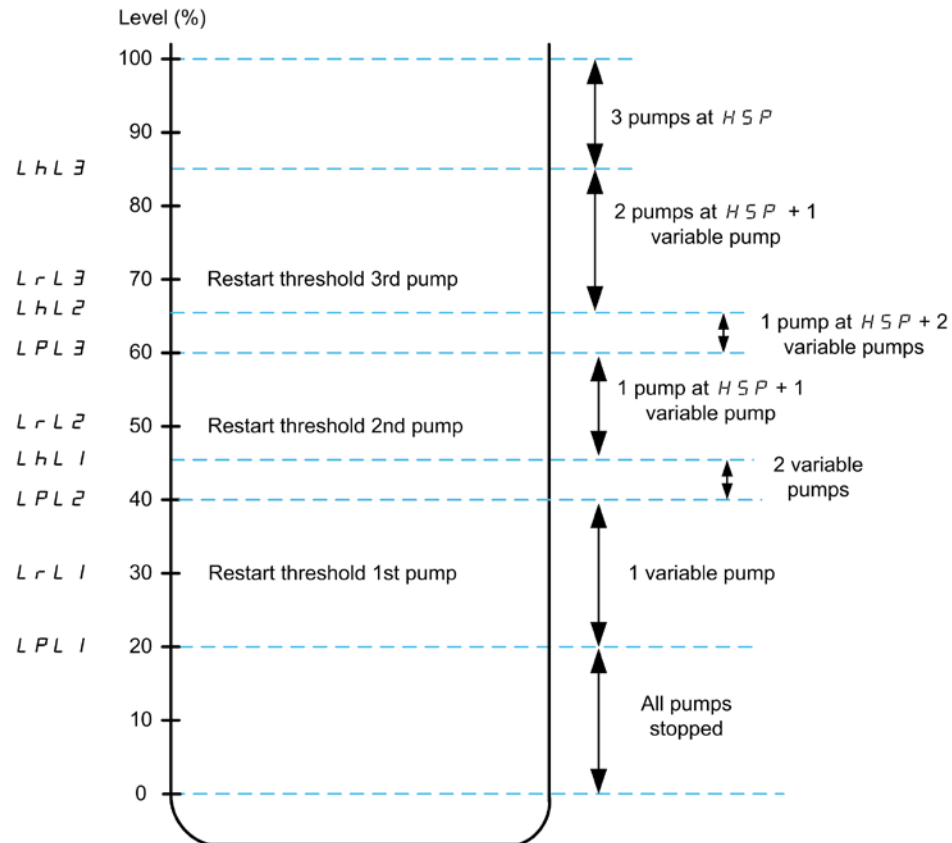 Level (%)
100
3 pumps at HSP
90
LhL3
80
2 pumps at HSP + 1
variable pump
LrL3
70
Restart threshold 3rd pump
LhL2
1 pump at HSP + 2
variable pumps
LPL3
60
1 pump at HSP + 1
variable pump
LrL2
50
Restart threshold 2nd pump
LhL1
2 variable
pumps
LPL2
40
LrL1
30
Restart threshold 1st pump
1 variable pump
LPL1
20
All pumps
stopped
10
0